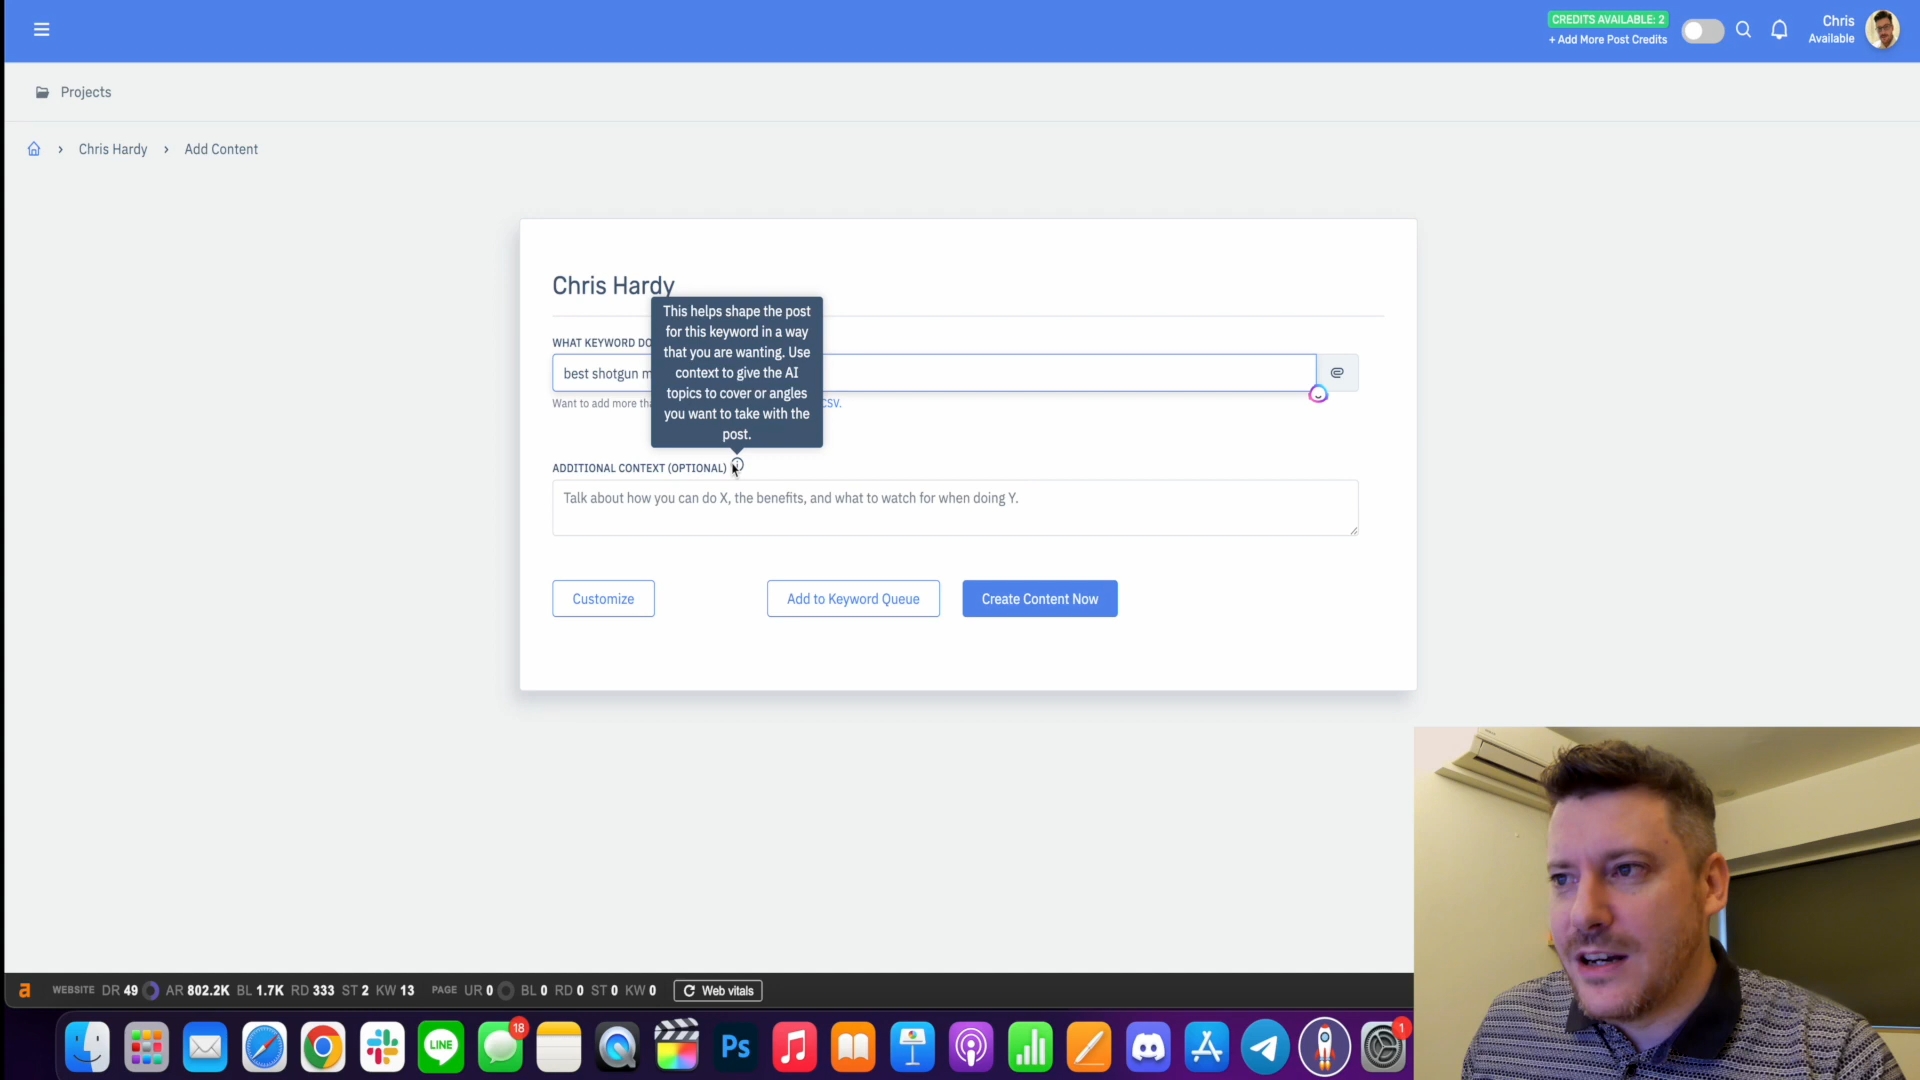 CREDITS AVAILABLE: 2
+ Add More Post Credits
Chris
Available
Projects
Chris Hardy
Add Content
Chris Hardy
This helps shape the post
for this keyword in a way
that you are wanting. Use
context to give the AI
topics to cover or angles
you want to take with the
post.
WHAT KEYWORD DO
best shotgun m
Want to add more tha
CSV.
ADDITIONAL CONTEXT (OPTIONAL)
Talk about how you can do X, the benefits, and what to watch for when doing Y.
Customize
Add to Keyword Queue
Create Content Now
a WEBSITE DR 49 AR 802.2K BL 1.7K RD 333 ST 2 KW 13 PAGE UR 0 BL 0 RD 0 ST 0 KW 0 Web vitals
LINE
18
Ps
1